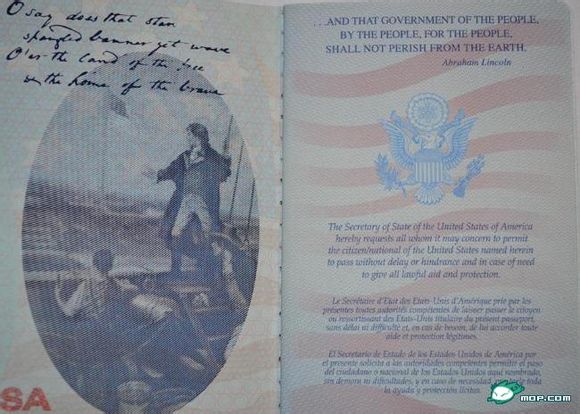 O say does that star
spangled banner yet wave
O'er the land of the free
& the home of the brave
SA
...AND THAT GOVERNMENT OF THE PEOPLE,
BY THE PEOPLE, FOR THE PEOPLE,
SHALL NOT PERISH FROM THE EARTH.
Abraham Lincoln
The Secretary of State of the United States of America
hereby requests all whom it may concern to permit
the citizen/national of the United States named herein
to pass without delay or hindrance and in case of need
to give all lawful aid and protection.
Le Secrétaire d'Etat des Etats-Unis d'Amérique prie par les
présentes toutes autorités compétentes de laisser passer le citoyen
ou ressortissant des Etats-Unis titulaire du présent passeport,
sans délai ni difficulté et, en cas de besoin, de lui accorder toute
aide et protection légitimes.
El Secretario de Estado de los Estados Unidos de América por
el presente solicita a las autoridades competentes permitir el paso
del ciudadano o nacional de los Estados Unidos aquí nombrado,
sin demora ni dificultades, y en caso de necesidad, prestarle toda
la ayuda y protección lícitas.
MOP.COM